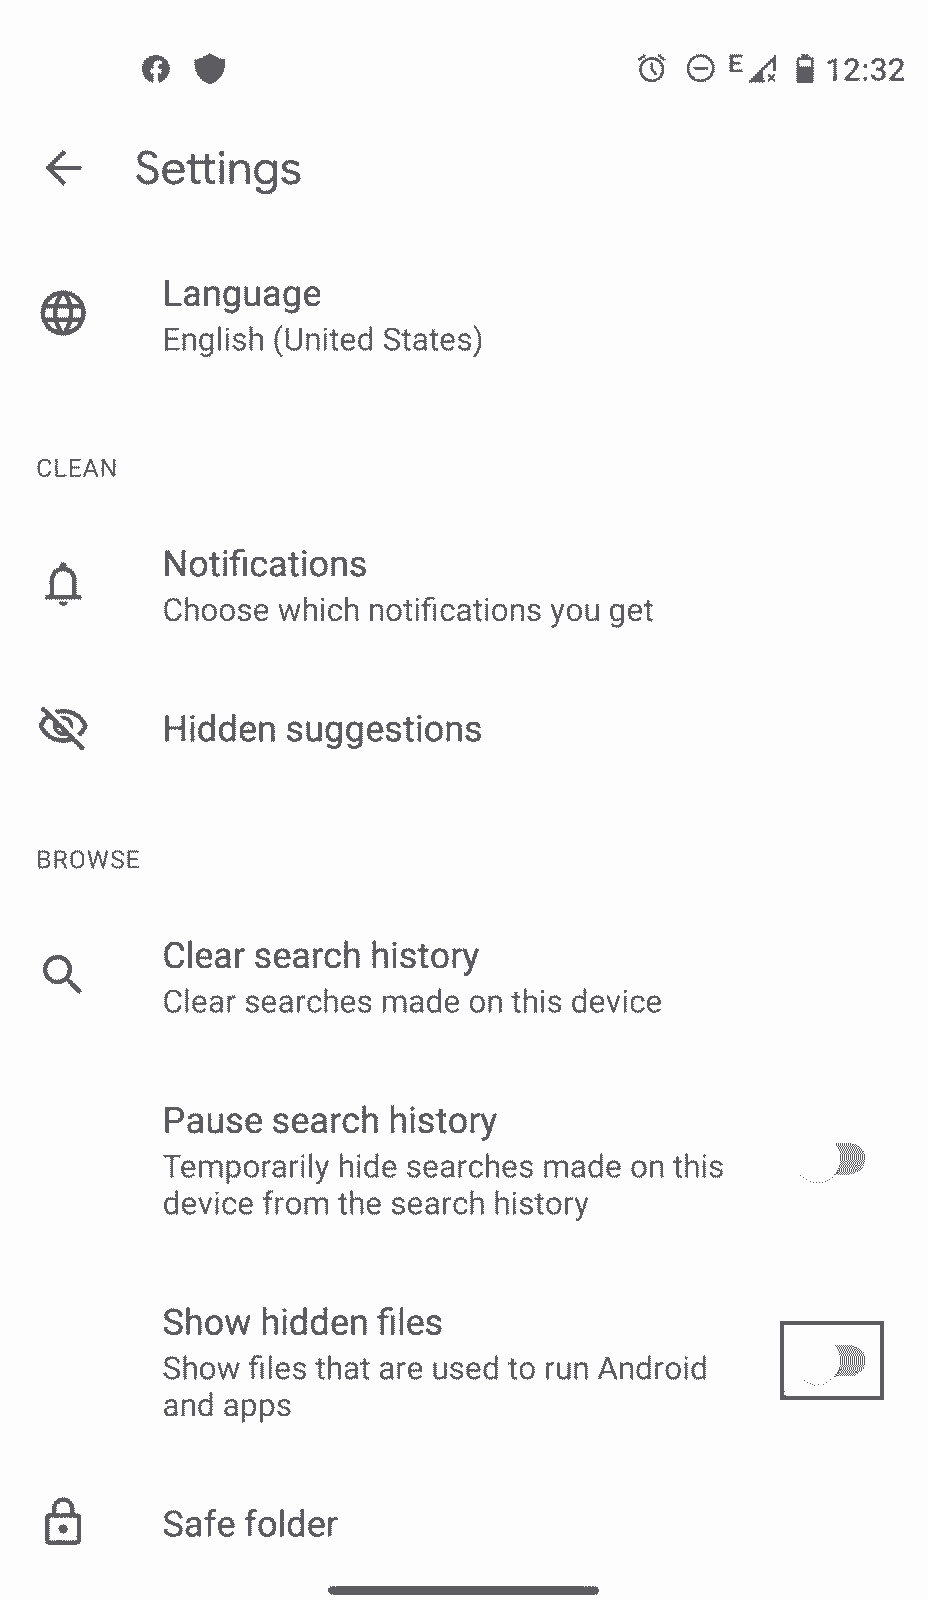 E 12:32
Settings
Language
English (United States)
CLEAN
Notifications
Choose which notifications you get
Hidden suggestions
BROWSE
Clear search history
Clear searches made on this device
Pause search history
Temporarily hide searches made on this
device from the search history
Show hidden files
Show files that are used to run Android
and apps
Safe folder